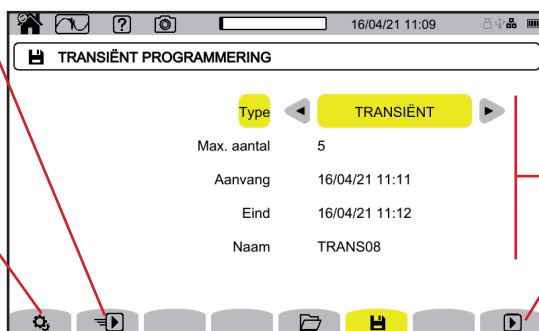 16/04/21 11:09
TRANSIËNT PROGRAMMERING
Type TRANSIËNT
Max. aantal 5
Aanvang 16/04/21 11:11
Eind 16/04/21 11:12
Naam TRANS08